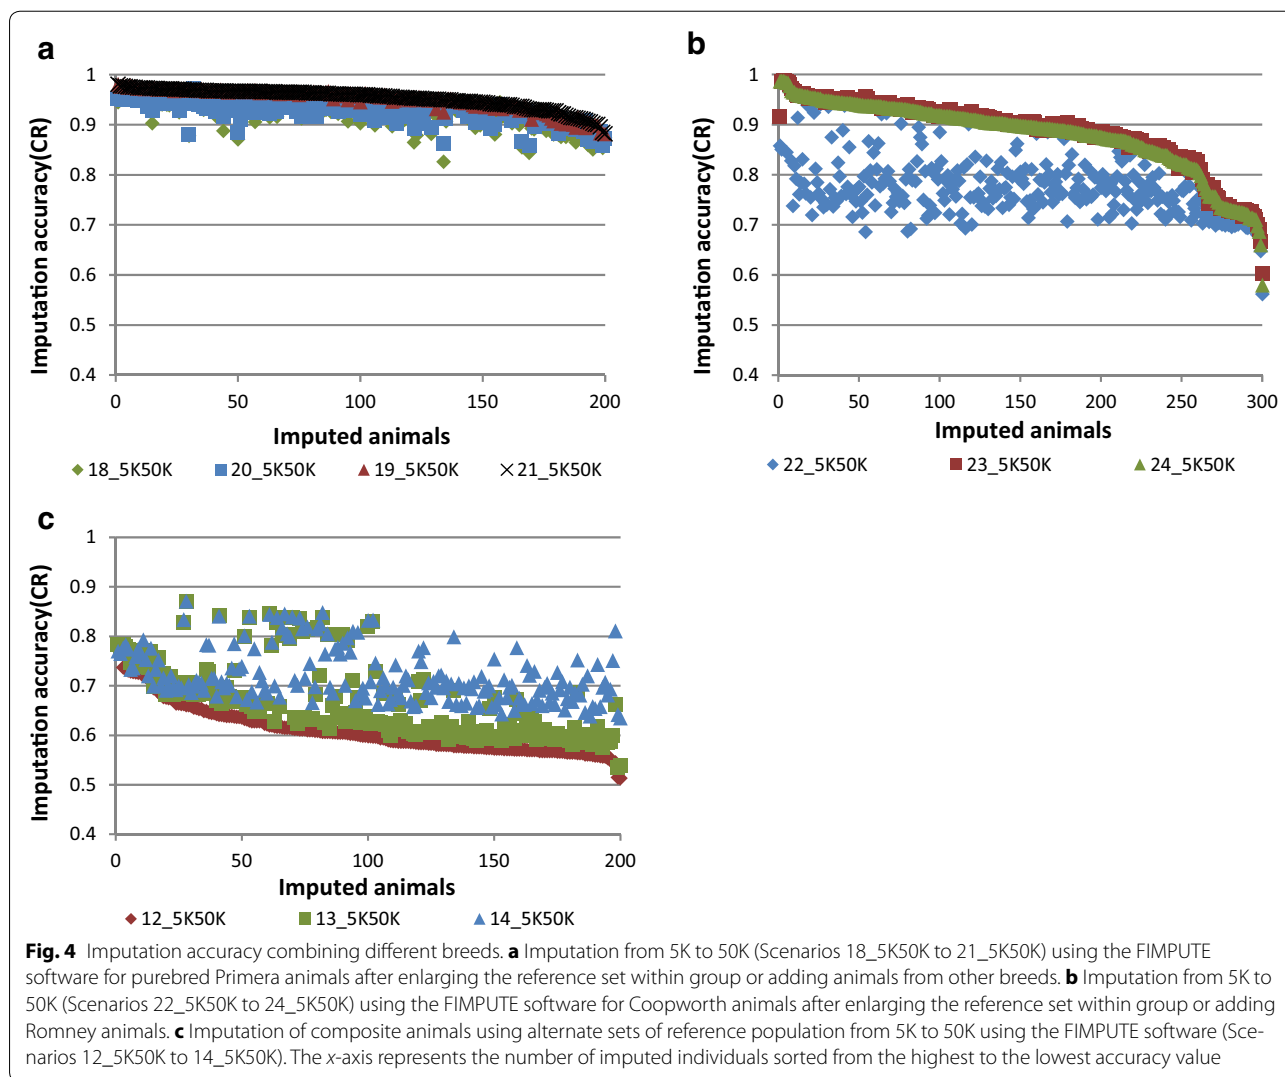 a
1
0.9
0.8
0.7
0.6
0.5
0.4
0 50 100 150 200
Imputation accuracy(CR)
Imputed animals
18_5K50K 20_5K50K 19_5K50K 21_5K50K
b
1
0.9
0.8
0.7
0.6
0.5
0.4
0 50 100 150 200 250 300
Imputation accuracy(CR)
Imputed animals
22_5K50K 23_5K50K 24_5K50K
c
1
0.9
0.8
0.7
0.6
0.5
0.4
0 50 100 150 200
Imputation accuracy(CR)
Imputed animals
12_5K50K 13_5K50K 14_5K50K
Fig. 4 Imputation accuracy combining different breeds. a Imputation from 5K to 50K (Scenarios 18_5K50K to 21_5K50K) using the FIMPUTE
software for purebred Primera animals after enlarging the reference set within group or adding animals from other breeds. b Imputation from 5K to
50K (Scenarios 22_5K50K to 24_5K50K) using the FIMPUTE software for Coopworth animals after enlarging the reference set within group or adding
Romney animals. c Imputation of composite animals using alternate sets of reference population from 5K to 50K using the FIMPUTE software (Sce-
narios 12_5K50K to 14_5K50K). The x-axis represents the number of imputed individuals sorted from the highest to the lowest accuracy value